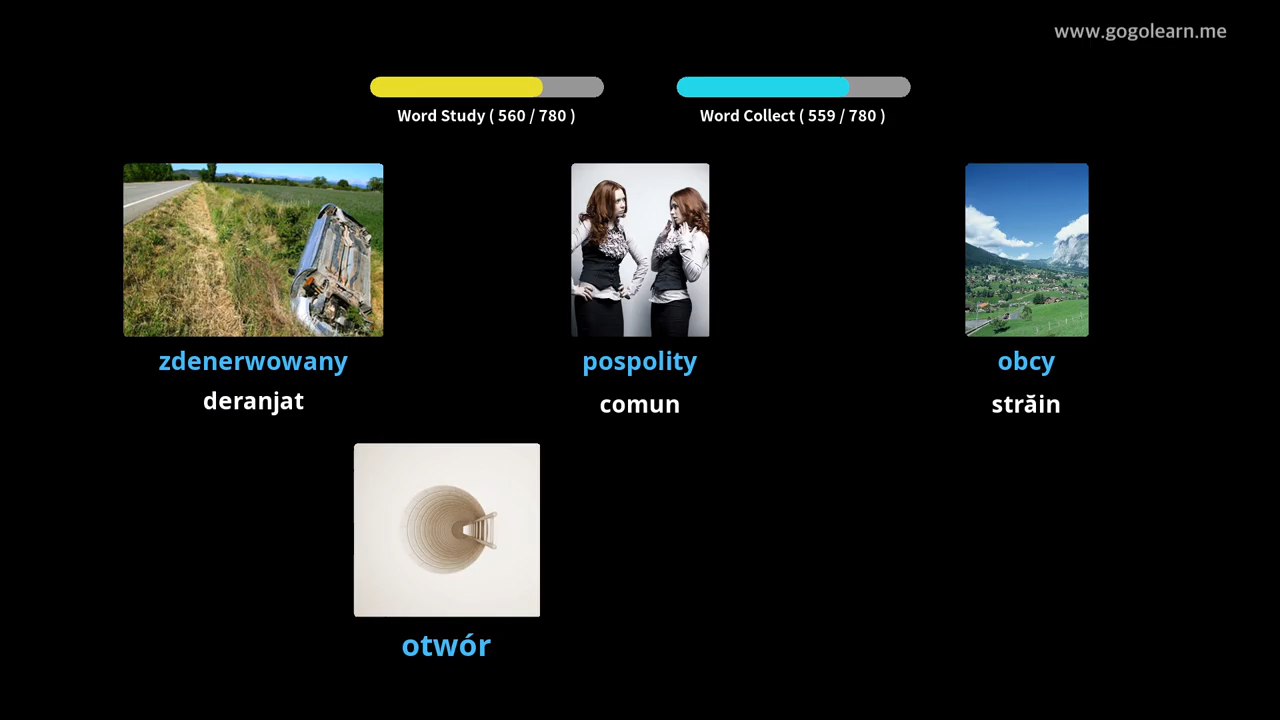 www.gogolearn.me
Word Study ( 560 / 780 )
Word Collect ( 559 / 780 )
zdenerwowany
pospolity
obcy
deranjat
comun
străin
otwór